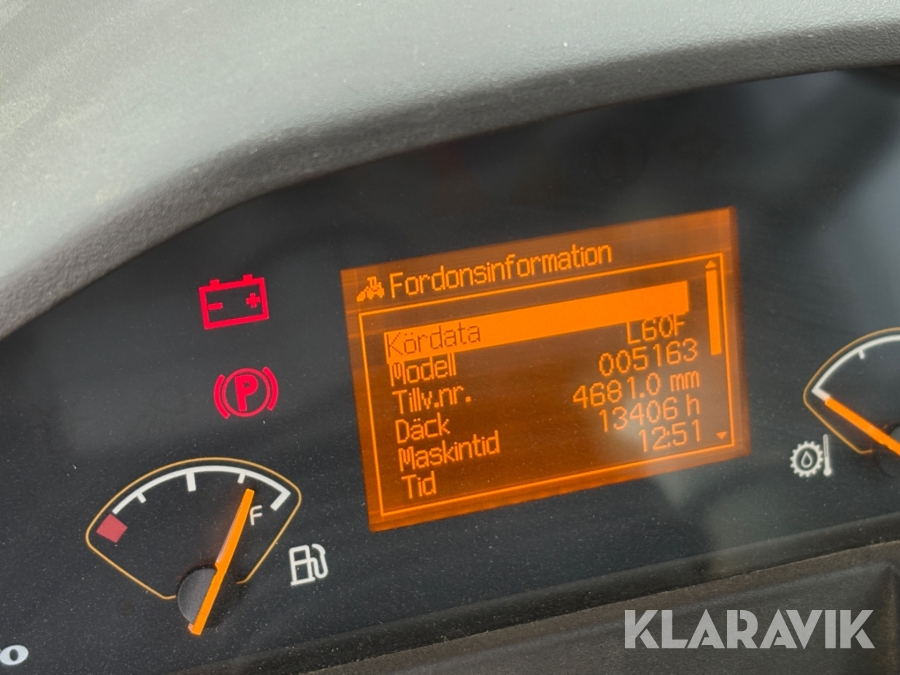 Fordonsinformation
Kördata
Modell L60F
Tillv.nr. 005163
Däck 4681.0 mm
Maskintid 13406 h
Tid 12:51
P
F
KLARAVIK